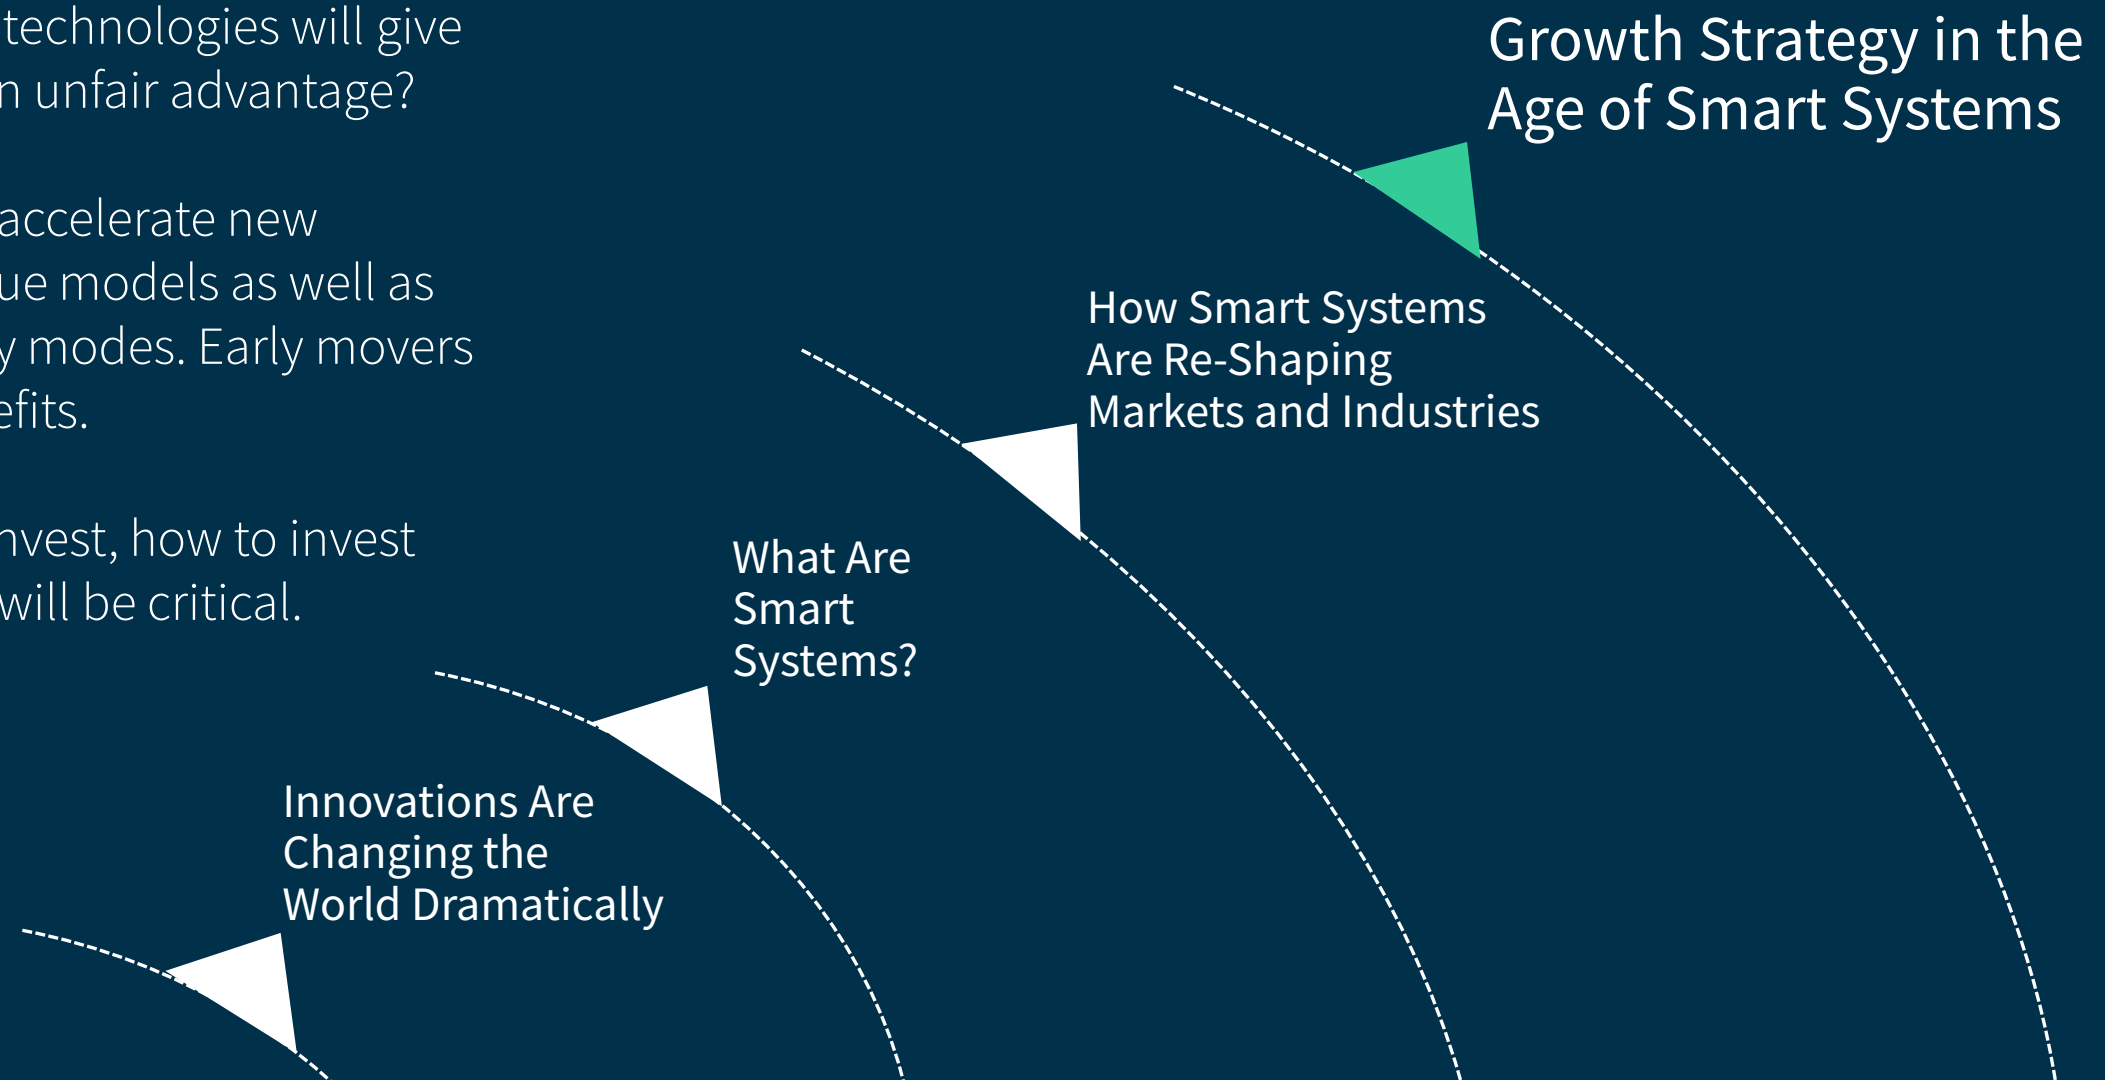 technologies will give
n unfair advantage?
accelerate new
ue models as well as
y modes. Early movers
efits.
nvest, how to invest
will be critical.
Growth Strategy in the
Age of Smart Systems
How Smart Systems
Are Re-Shaping
Markets and Industries
What Are
Smart
Systems?
Innovations Are
Changing the
World Dramatically